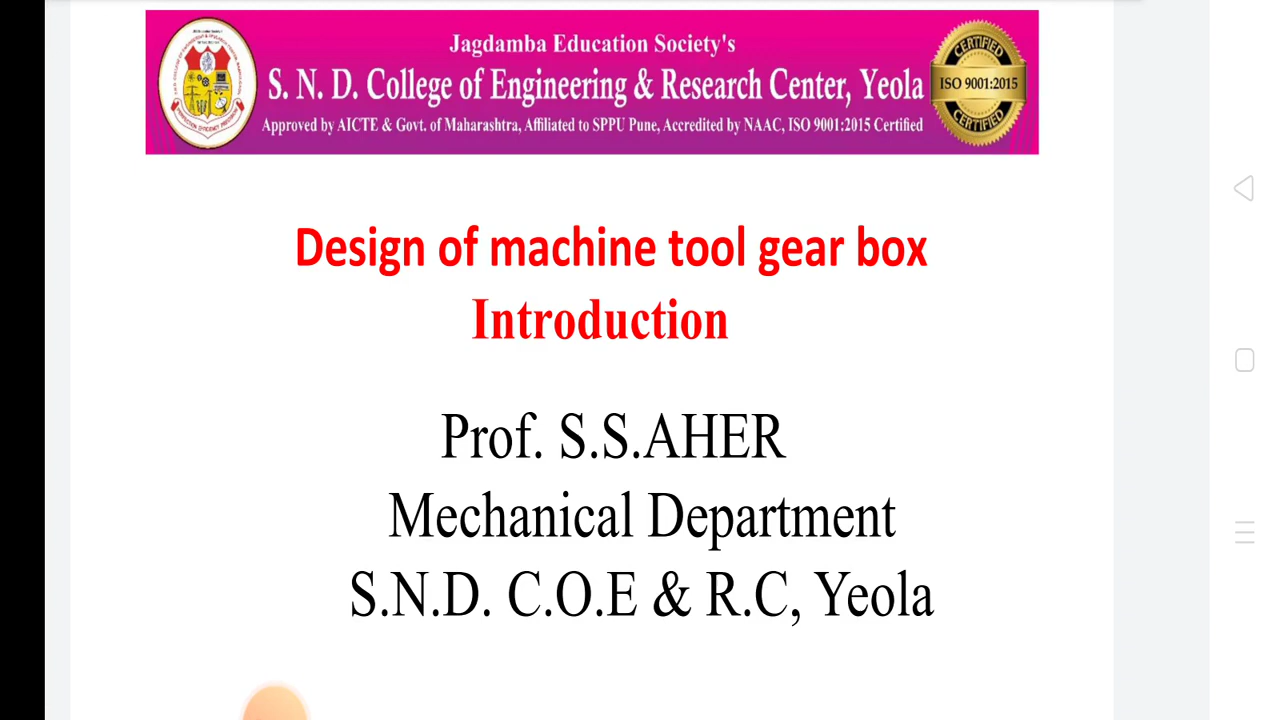 Jagdamba Education Society's
S. N. D. College of Engineering & Research Center, Yeola
Approved by AICTE & Govt. of Maharashtra, Affiliated to SPPU Pune, Accredited by NAAC, ISO 9001:2015 Certified
CERTIFIED
ISO 9001:2015
CERTIFIED
Design of machine tool gear box
Introduction
Prof. S.S.AHER
Mechanical Department
S.N.D. C.O.E & R.C, Yeola